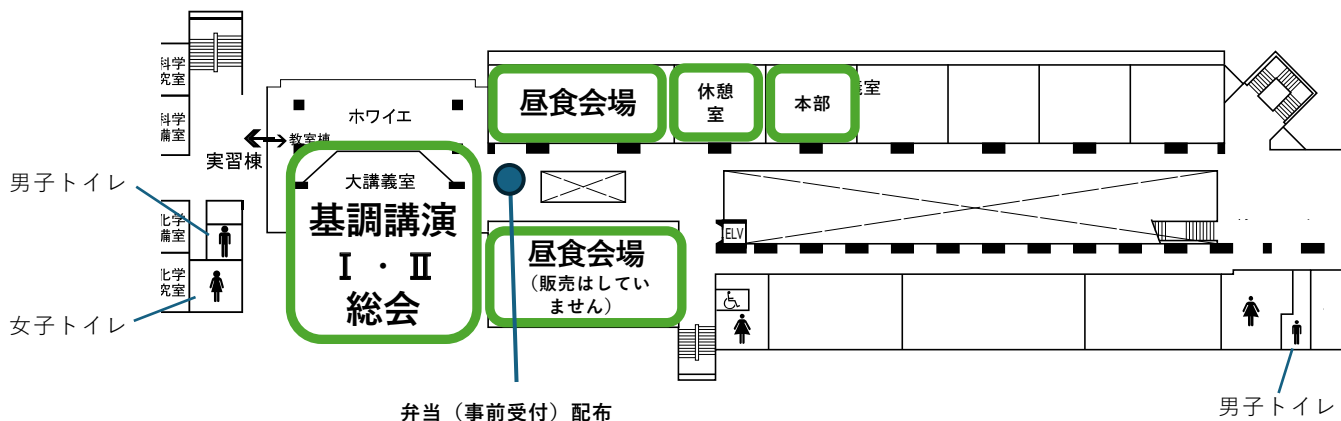 科学
究室
科学
備室
実習棟
教室棟
ホワイエ
男子トイレ
化学
備室
化学
究室
女子トイレ
大講義室
基調講演
Ⅰ・Ⅱ
総会
昼食会場
休憩
室
本部
室
昼食会場
（販売はしてい
ません）
ELV
弁当（事前受付）配布
男子トイレ